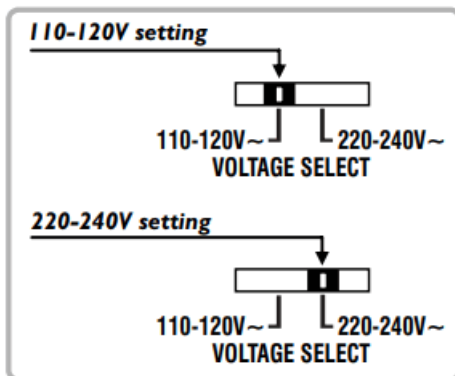 110-120V setting
110-120V~ 220-240V~
VOLTAGE SELECT
220-240V setting
110-120V~ 220-240V~
VOLTAGE SELECT